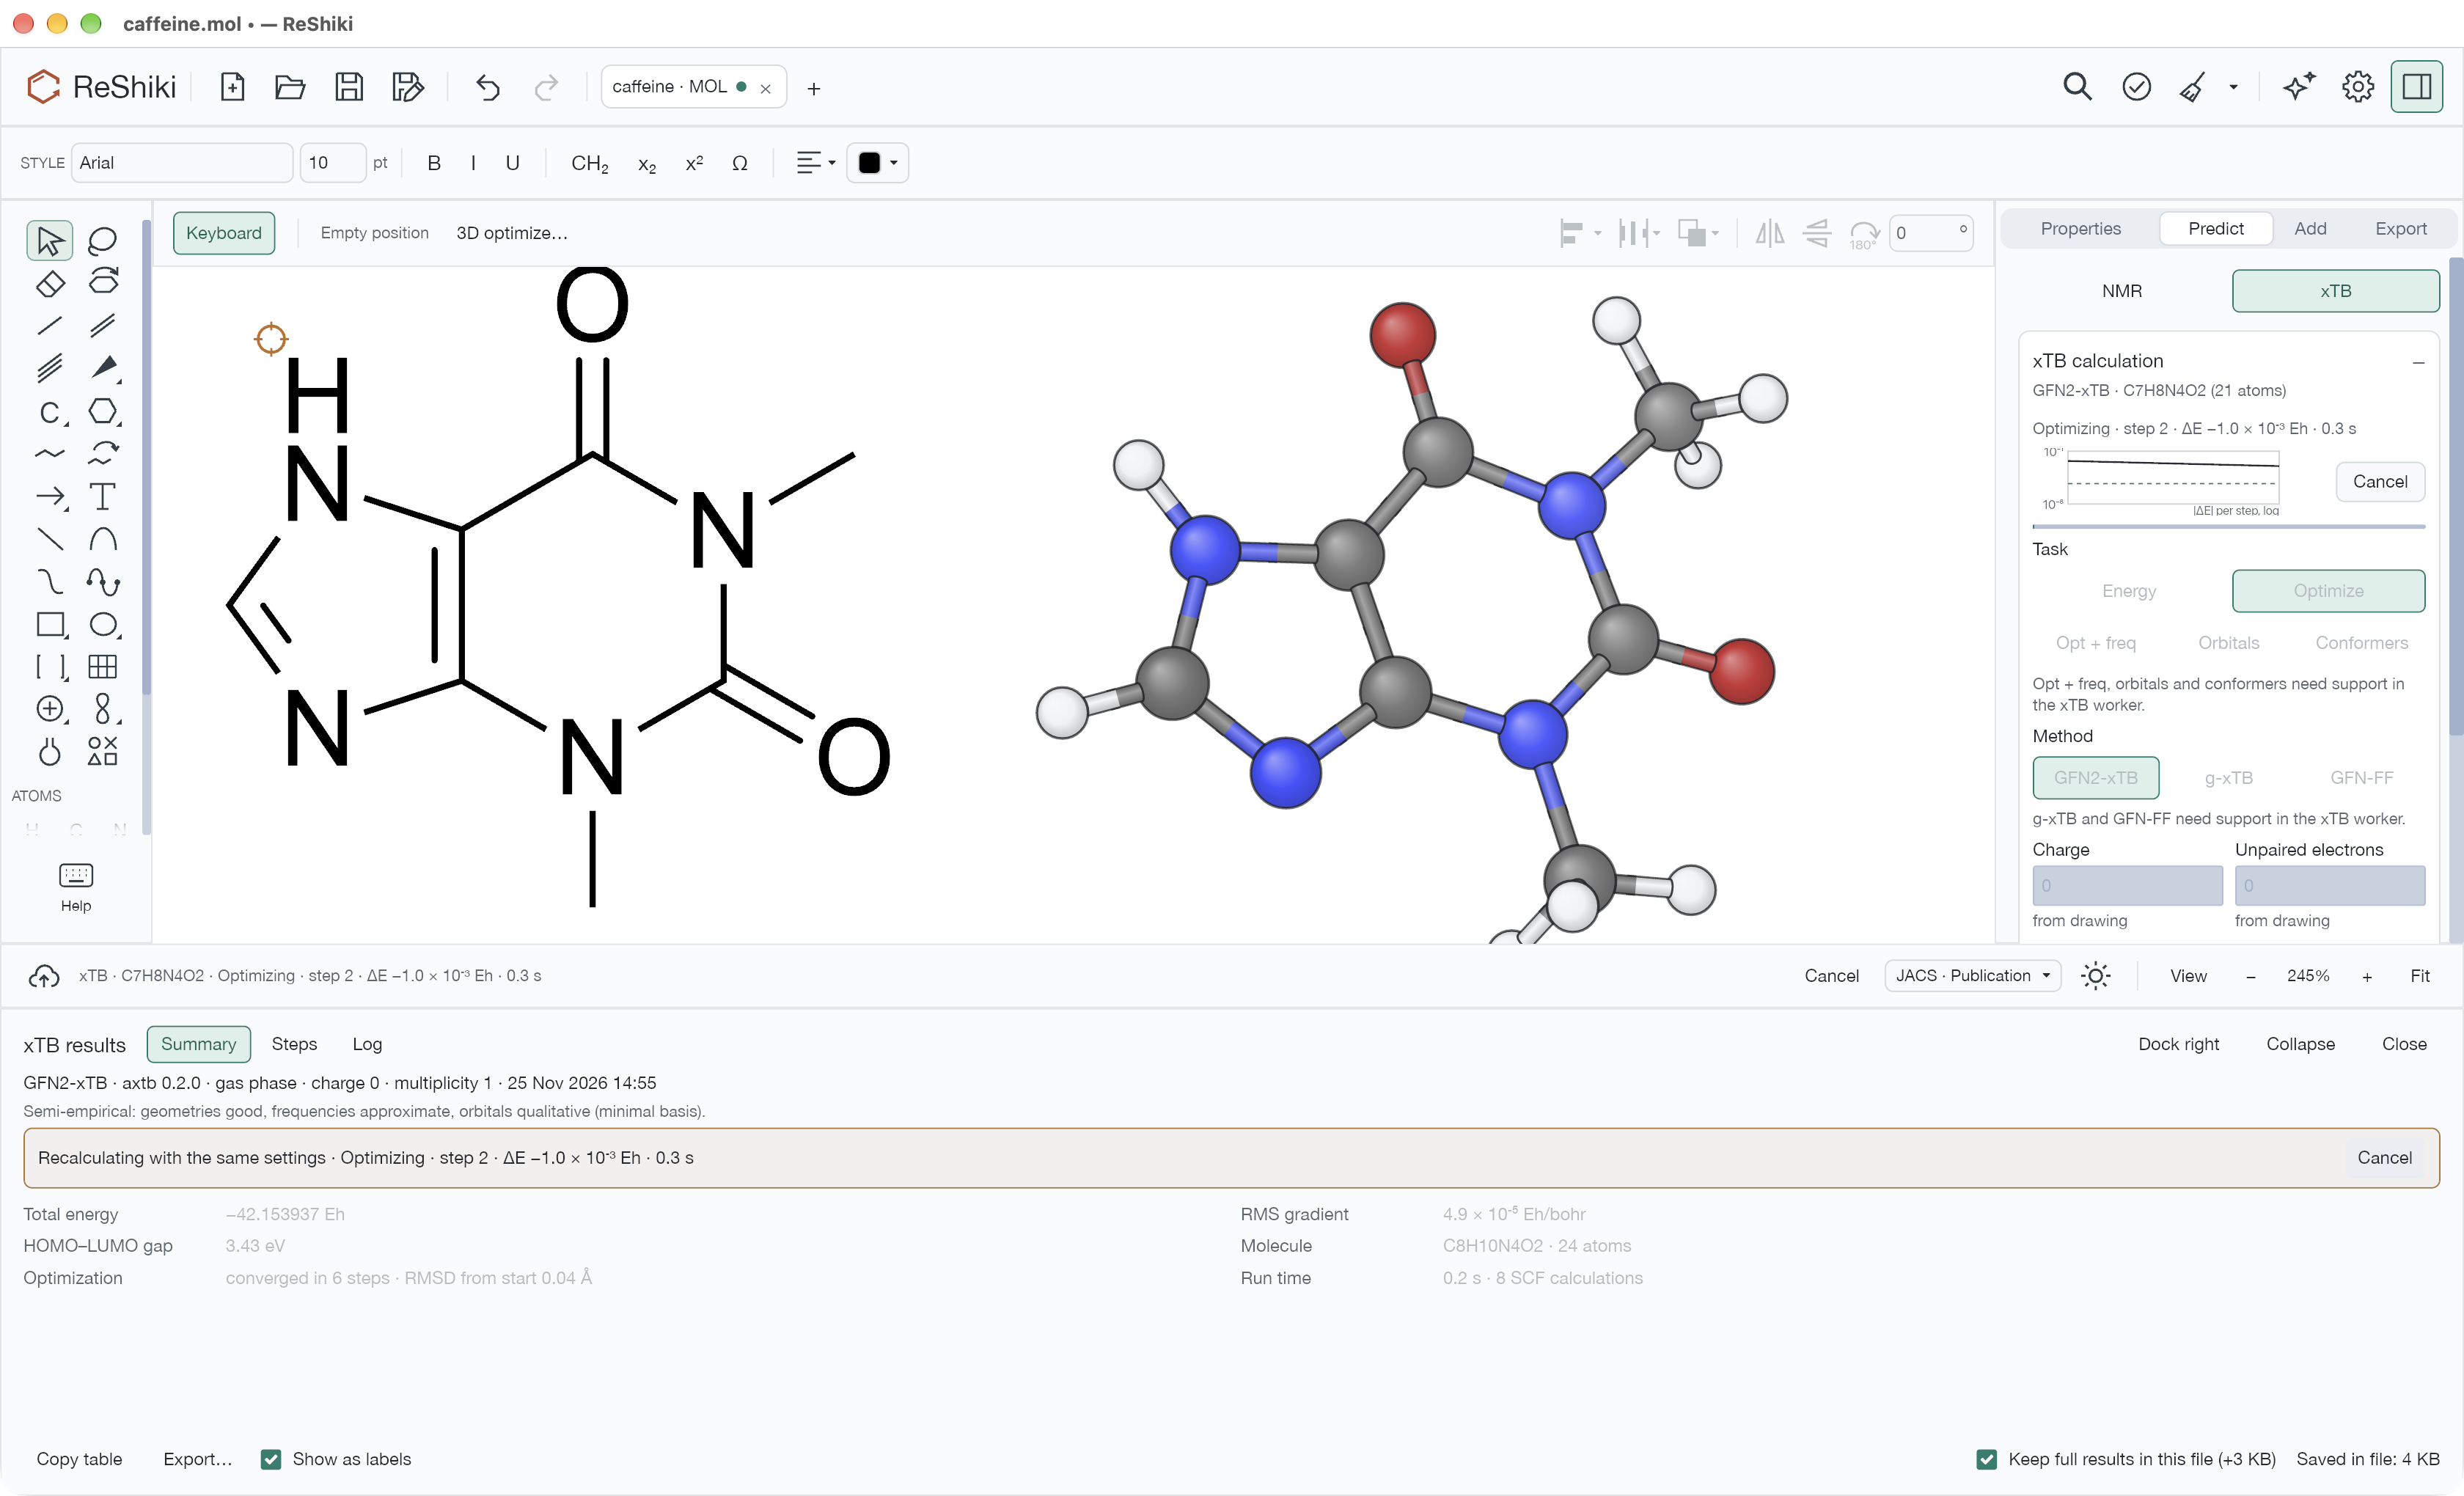 caffeine.mol • — ReShiki
ReShiki
caffeine · MOL
STYLE
Arial
10
pt
B
I
U
CH₂
x₂
x²
Ω
Keyboard
Empty position
3D optimize...
180°
0
°
Properties
Predict
Add
Export
NMR
xTB
xTB calculation
GFN2-xTB · C7H8N4O2 (21 atoms)
Optimizing · step 2 · ΔE −1.0 × 10⁻³ Eh · 0.3 s
10⁻¹
10⁻⁸
|ΔE| per step, log
Cancel
Task
Energy
Optimize
Opt + freq
Orbitals
Conformers
Opt + freq, orbitals and conformers need support in
the xTB worker.
Method
GFN2-xTB
g-xTB
GFN-FF
g-xTB and GFN-FF need support in the xTB worker.
Charge
Unpaired electrons
0
0
from drawing
from drawing
C
T
ATOMS
H C N
Help
O
H
N
N
N
N
O
xTB · C7H8N4O2 · Optimizing · step 2 · ΔE −1.0 × 10⁻³ Eh · 0.3 s
Cancel
JACS · Publication
View
−
245%
+
Fit
xTB results
Summary
Steps
Log
Dock right
Collapse
Close
GFN2-xTB · axtb 0.2.0 · gas phase · charge 0 · multiplicity 1 · 25 Nov 2026 14:55
Semi-empirical: geometries good, frequencies approximate, orbitals qualitative (minimal basis).
Recalculating with the same settings · Optimizing · step 2 · ΔE −1.0 × 10⁻³ Eh · 0.3 s
Cancel
Total energy
−42.153937 Eh
RMS gradient
4.9 × 10⁻⁵ Eh/bohr
HOMO–LUMO gap
3.43 eV
Molecule
C8H10N4O2 · 24 atoms
Optimization
converged in 6 steps · RMSD from start 0.04 Å
Run time
0.2 s · 8 SCF calculations
Copy table
Export...
Show as labels
Keep full results in this file (+3 KB)
Saved in file: 4 KB